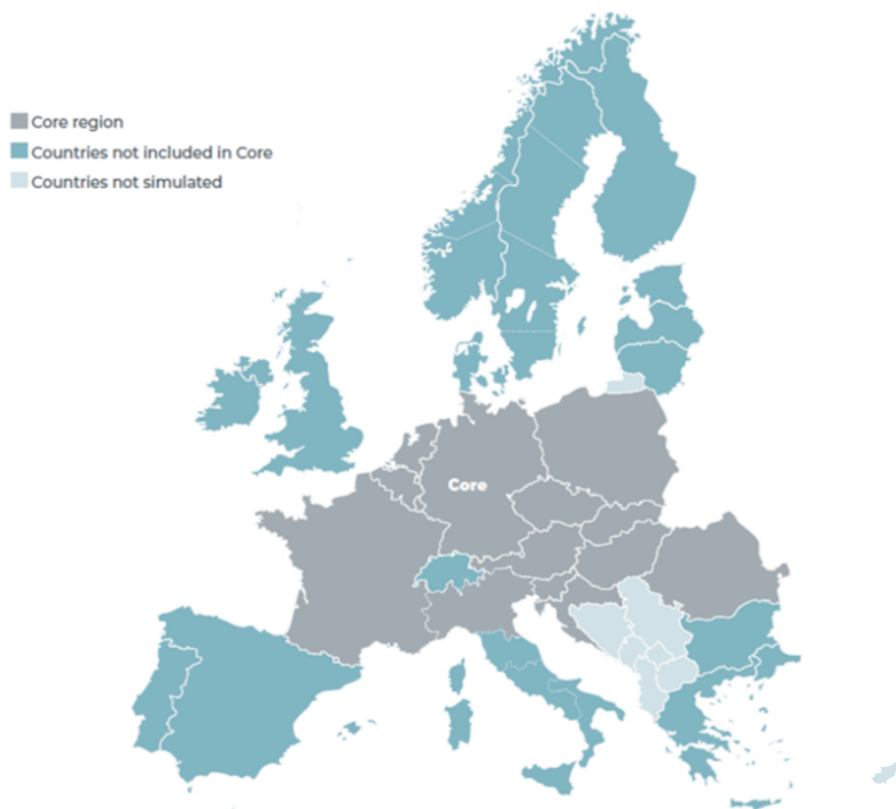 Core region
Countries not included in Core
Countries not simulated
Core